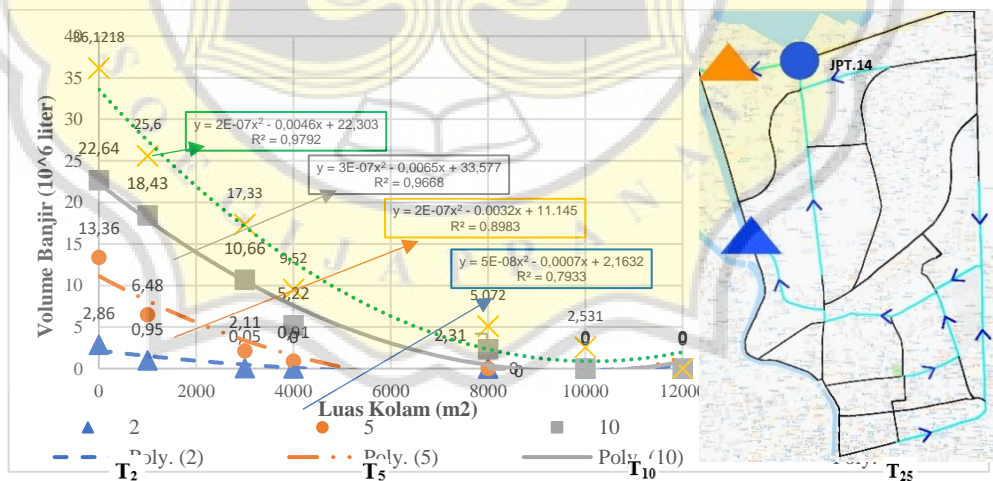 40
36,1218
35
30
25
20
15
10
5
0
Volume Banjir (10^6 liter)
25,6
22,64
18,43
17,33
13,36
10,66
9,52
6,48
5,22
5,072
2,86
0,95
2,11
0,05
0,91
0
2,31
0
2,531
0
0
y = 2E-07x² - 0,0046x + 22,303
R² = 0,9792
y = 3E-07x² - 0,0065x + 33,577
R² = 0,9668
y = 2E-07x² - 0.0032x + 11.145
R² = 0.8983
y = 5E-08x² - 0,0007x + 2,1632
R² = 0,7933
0 2000 4000 6000 8000 10000 12000
Luas Kolam (m2)
2 5 10
Poly. (2) Poly. (5) Poly. (10) Poly.
T2 T5 T10 T25
JPT.14